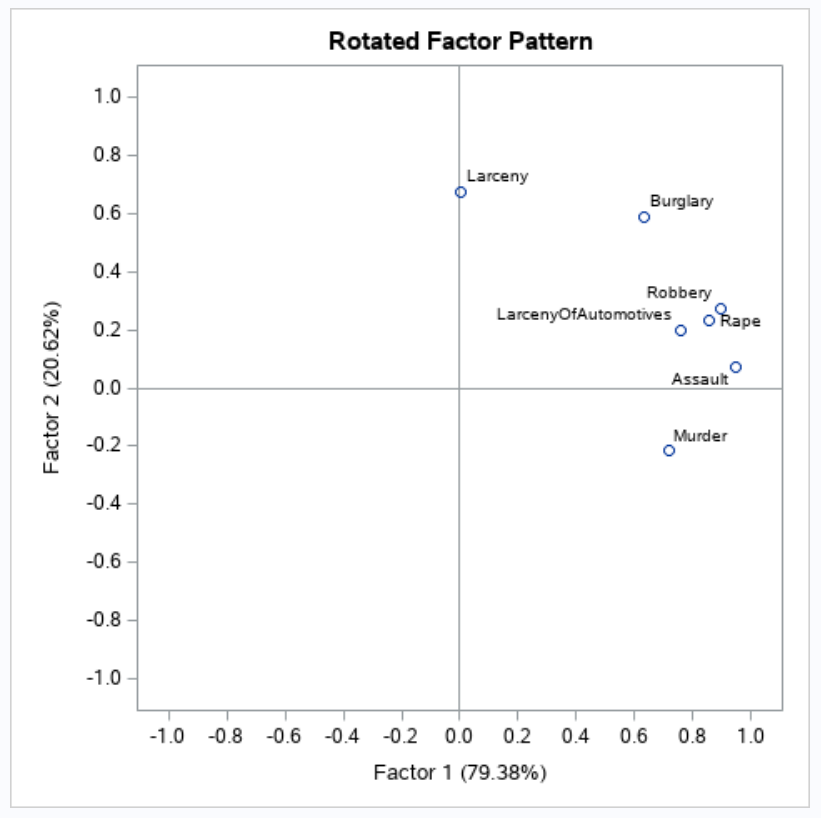 Rotated Factor Pattern
1.0
0.8
0.6
0.4
0.2
0.0
-0.2
-0.4
-0.6
-0.8
-1.0
Factor 2 (20.62%)
Larceny
Burglary
Robbery
LarcenyOfAutomotives
Rape
Assault
Murder
-1.0 -0.8 -0.6 -0.4 -0.2 0.0 0.2 0.4 0.6 0.8 1.0
Factor 1 (79.38%)